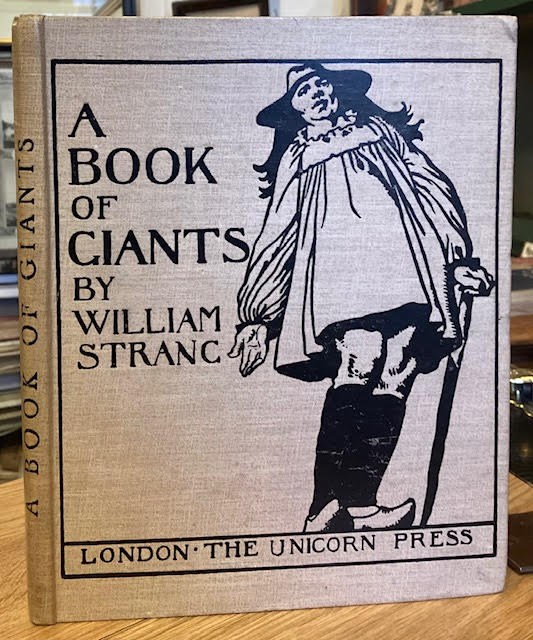 A BOOK OF GIANTS
A
BOOK
OF
GIANTS
BY
WILLIAM
STRANG
LONDON · THE UNICORN PRESS